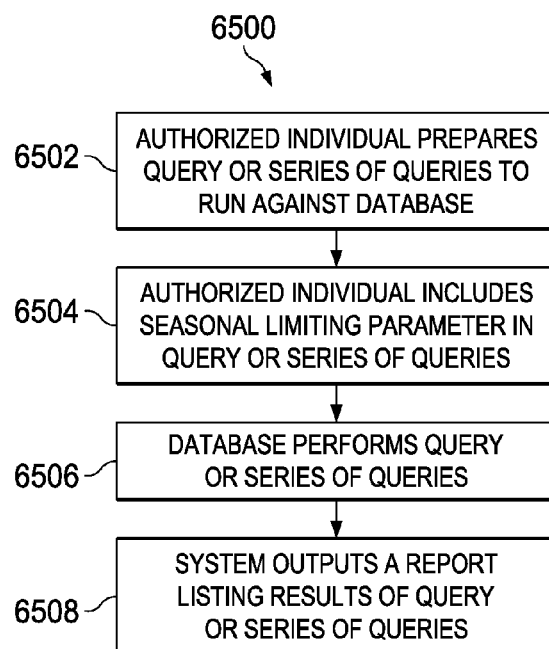 6500
6502
AUTHORIZED INDIVIDUAL PREPARES
QUERY OR SERIES OF QUERIES TO
RUN AGAINST DATABASE
6504
AUTHORIZED INDIVIDUAL INCLUDES
SEASONAL LIMITING PARAMETER IN
QUERY OR SERIES OF QUERIES
6506
DATABASE PERFORMS QUERY
OR SERIES OF QUERIES
6508
SYSTEM OUTPUTS A REPORT
LISTING RESULTS OF QUERY
OR SERIES OF QUERIES